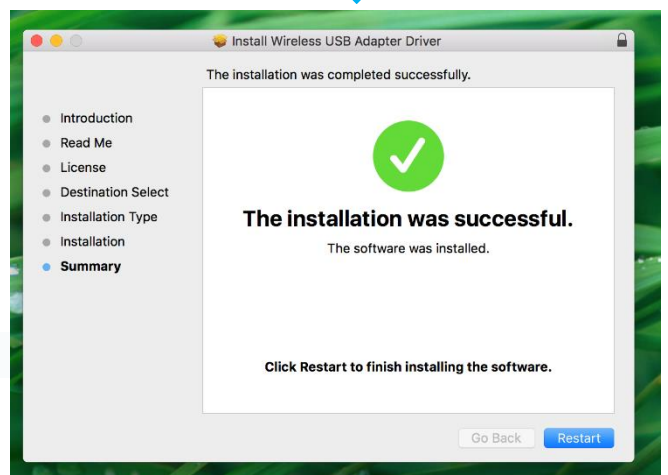 Install Wireless USB Adapter Driver
The installation was completed successfully.
Introduction
Read Me
License
Destination Select
Installation Type
Installation
Summary
The installation was successful.
The software was installed.
Click Restart to finish installing the software.
Go Back
Restart